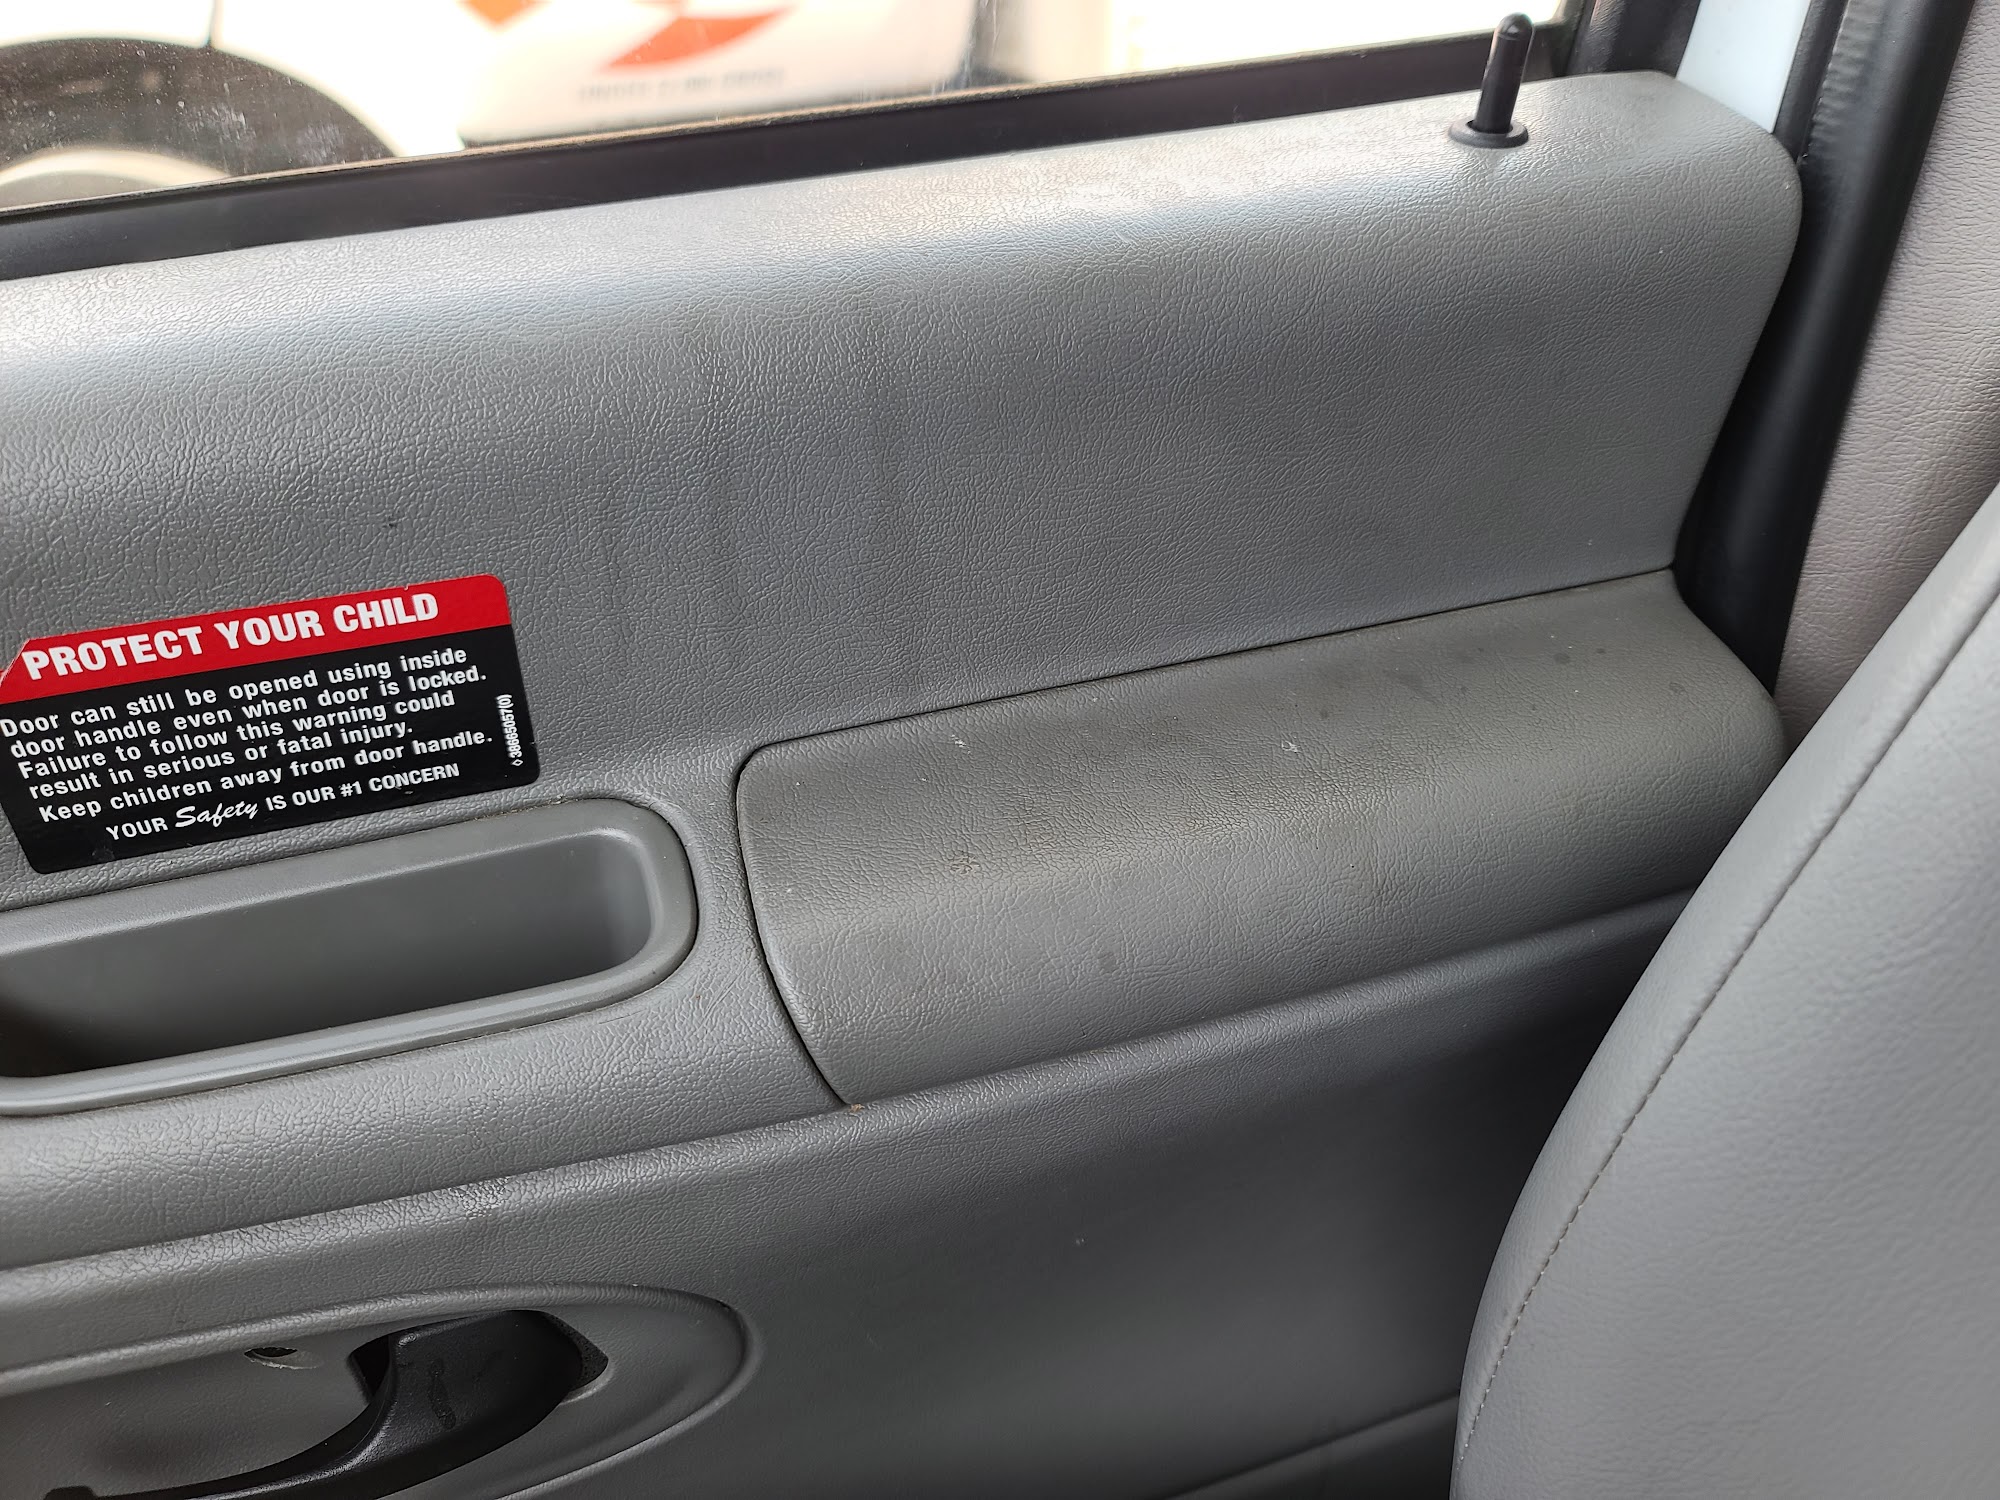 PROTECT YOUR CHILD
Door can still be opened using inside
door handle even when door is locked.
Failure to follow this warning could
result in serious or fatal injury.
Keep children away from door handle.
YOUR Safety IS OUR #1 CONCERN
◊3665057(0)